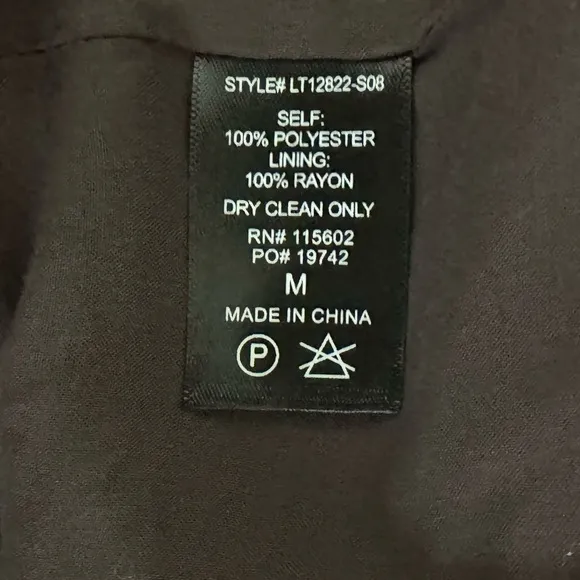 STYLE# LT12822-S08
SELF:
100% POLYESTER
LINING:
100% RAYON
DRY CLEAN ONLY
RN# 115602
PO# 19742
M
MADE IN CHINA
P